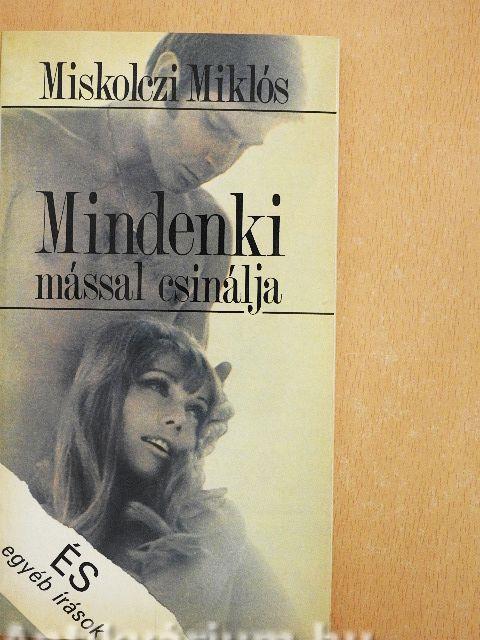 Miskolczi Miklós
Mindenki
mással csinálja
ÉS
egyéb írások